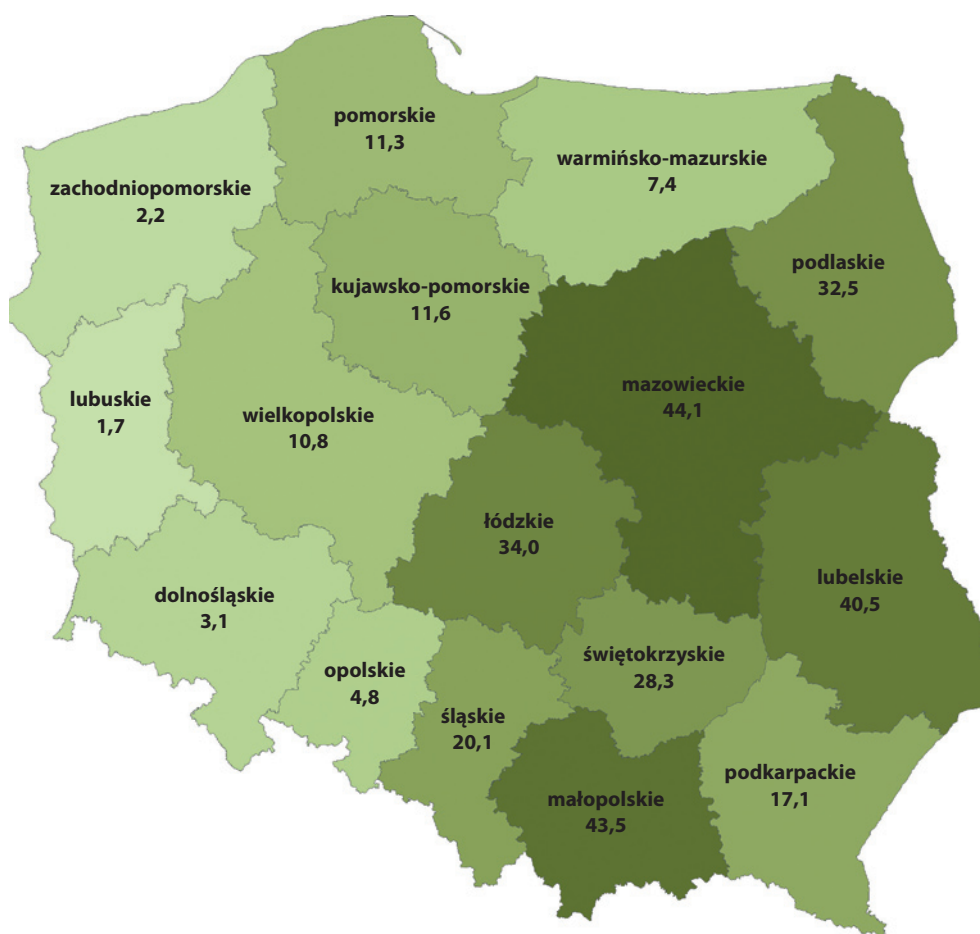 pomorskie
11,3
warmińsko-mazurskie
7,4
zachodniopomorskie
2,2
podlaskie
32,5
kujawsko-pomorskie
11,6
mazowieckie
44,1
lubuskie
1,7
wielkopolskie
10,8
łódzkie
34,0
lubelskie
40,5
dolnośląskie
3,1
świętokrzyskie
28,3
opolskie
4,8
śląskie
20,1
podkarpackie
17,1
małopolskie
43,5